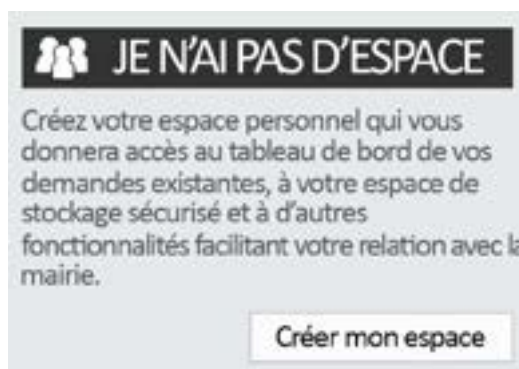 JE N'AI PAS D'ESPACE
Créez votre espace personnel qui vous
donnera accès au tableau de bord de vos
demandes existantes, à votre espace de
stockage sécurisé et à d'autres
fonctionnalités facilitant votre relation avec la
mairie.
Créer mon espace